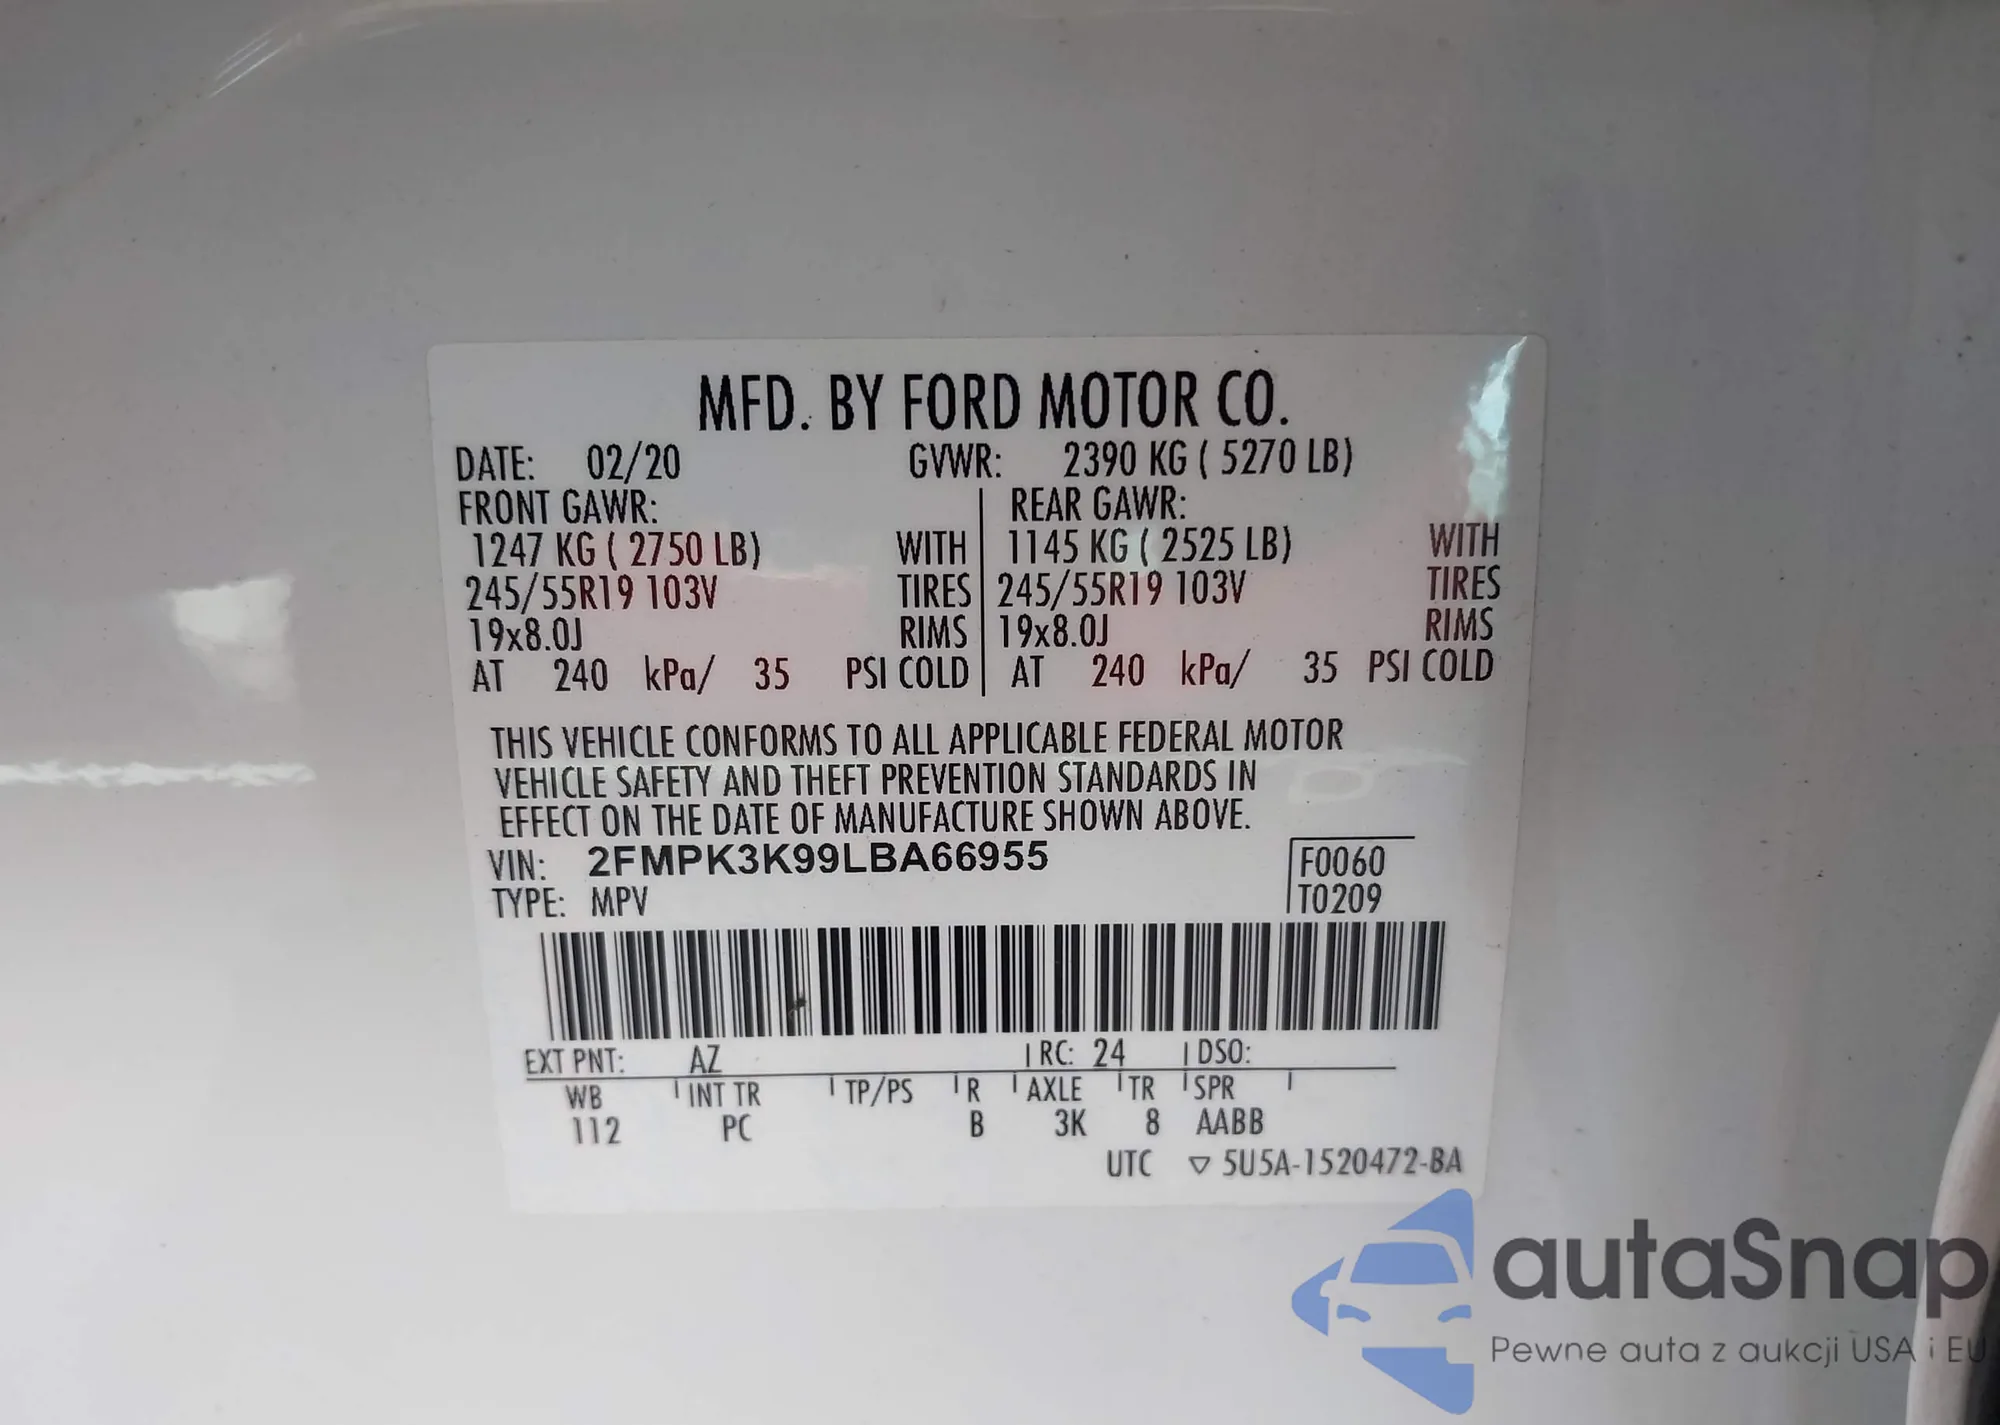 MFD. BY FORD MOTOR CO.
DATE: 02/20 GVWR: 2390 KG ( 5270 LB)
FRONT GAWR: REAR GAWR:
1247 KG ( 2750 LB) WITH 1145 KG ( 2525 LB) WITH
245/55R19 103V TIRES 245/55R19 103V TIRES
19x8.0J RIMS 19x8.0J RIMS
AT 240 kPa/ 35 PSI COLD AT 240 kPa/ 35 PSI COLD
THIS VEHICLE CONFORMS TO ALL APPLICABLE FEDERAL MOTOR
VEHICLE SAFETY AND THEFT PREVENTION STANDARDS IN
EFFECT ON THE DATE OF MANUFACTURE SHOWN ABOVE.
VIN: 2FMPK3K99LBA66955 F0060
TYPE: MPV T0209
EXT PNT: AZ RC: 24 DSO:
WB INT TR TP/PS R AXLE TR SPR
112 PC B 3K 8 AABB
UTC ▽ 5U5A-1520472-BA
autaSnap
Pewne auta z aukcji USA i EU